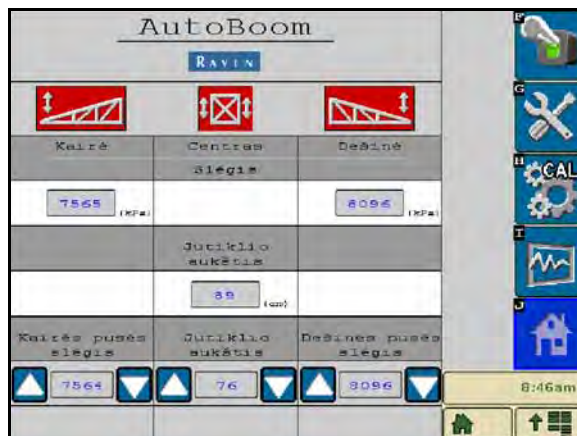 AutoBoom
RAVEN
Kairė Centras Dešinė
Slėgis
7565 (kPa) 8096 (kPa)
Jutiklio
aukštis
89 (cm)
Kairės pusės Jutiklio Dešinės pusės
slėgis aukštis slėgis
7564 76 8096
F
G
H
CAL
I
J
8:46am